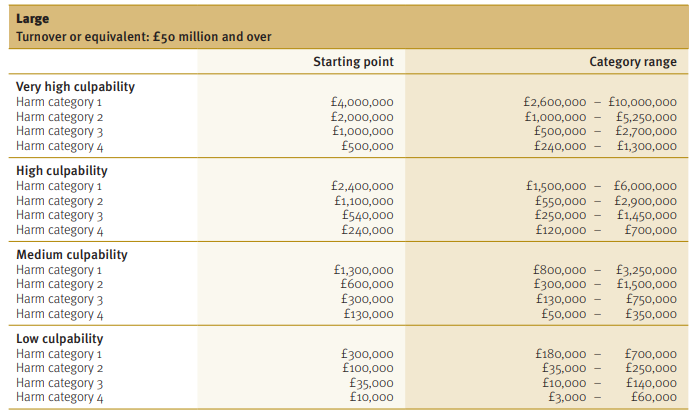 Large
Turnover or equivalent: £50 million and over
Starting point Category range
Very high culpability
Harm category 1 £4,000,000 £2,600,000 – £10,000,000
Harm category 2 £2,000,000 £1,000,000 – £5,250,000
Harm category 3 £1,000,000 £500,000 – £2,700,000
Harm category 4 £500,000 £240,000 – £1,300,000
High culpability
Harm category 1 £2,400,000 £1,500,000 – £6,000,000
Harm category 2 £1,100,000 £550,000 – £2,900,000
Harm category 3 £540,000 £250,000 – £1,450,000
Harm category 4 £240,000 £120,000 – £700,000
Medium culpability
Harm category 1 £1,300,000 £800,000 – £3,250,000
Harm category 2 £600,000 £300,000 – £1,500,000
Harm category 3 £300,000 £130,000 – £750,000
Harm category 4 £130,000 £50,000 – £350,000
Low culpability
Harm category 1 £300,000 £180,000 – £700,000
Harm category 2 £100,000 £35,000 – £250,000
Harm category 3 £35,000 £10,000 – £140,000
Harm category 4 £10,000 £3,000 – £60,000